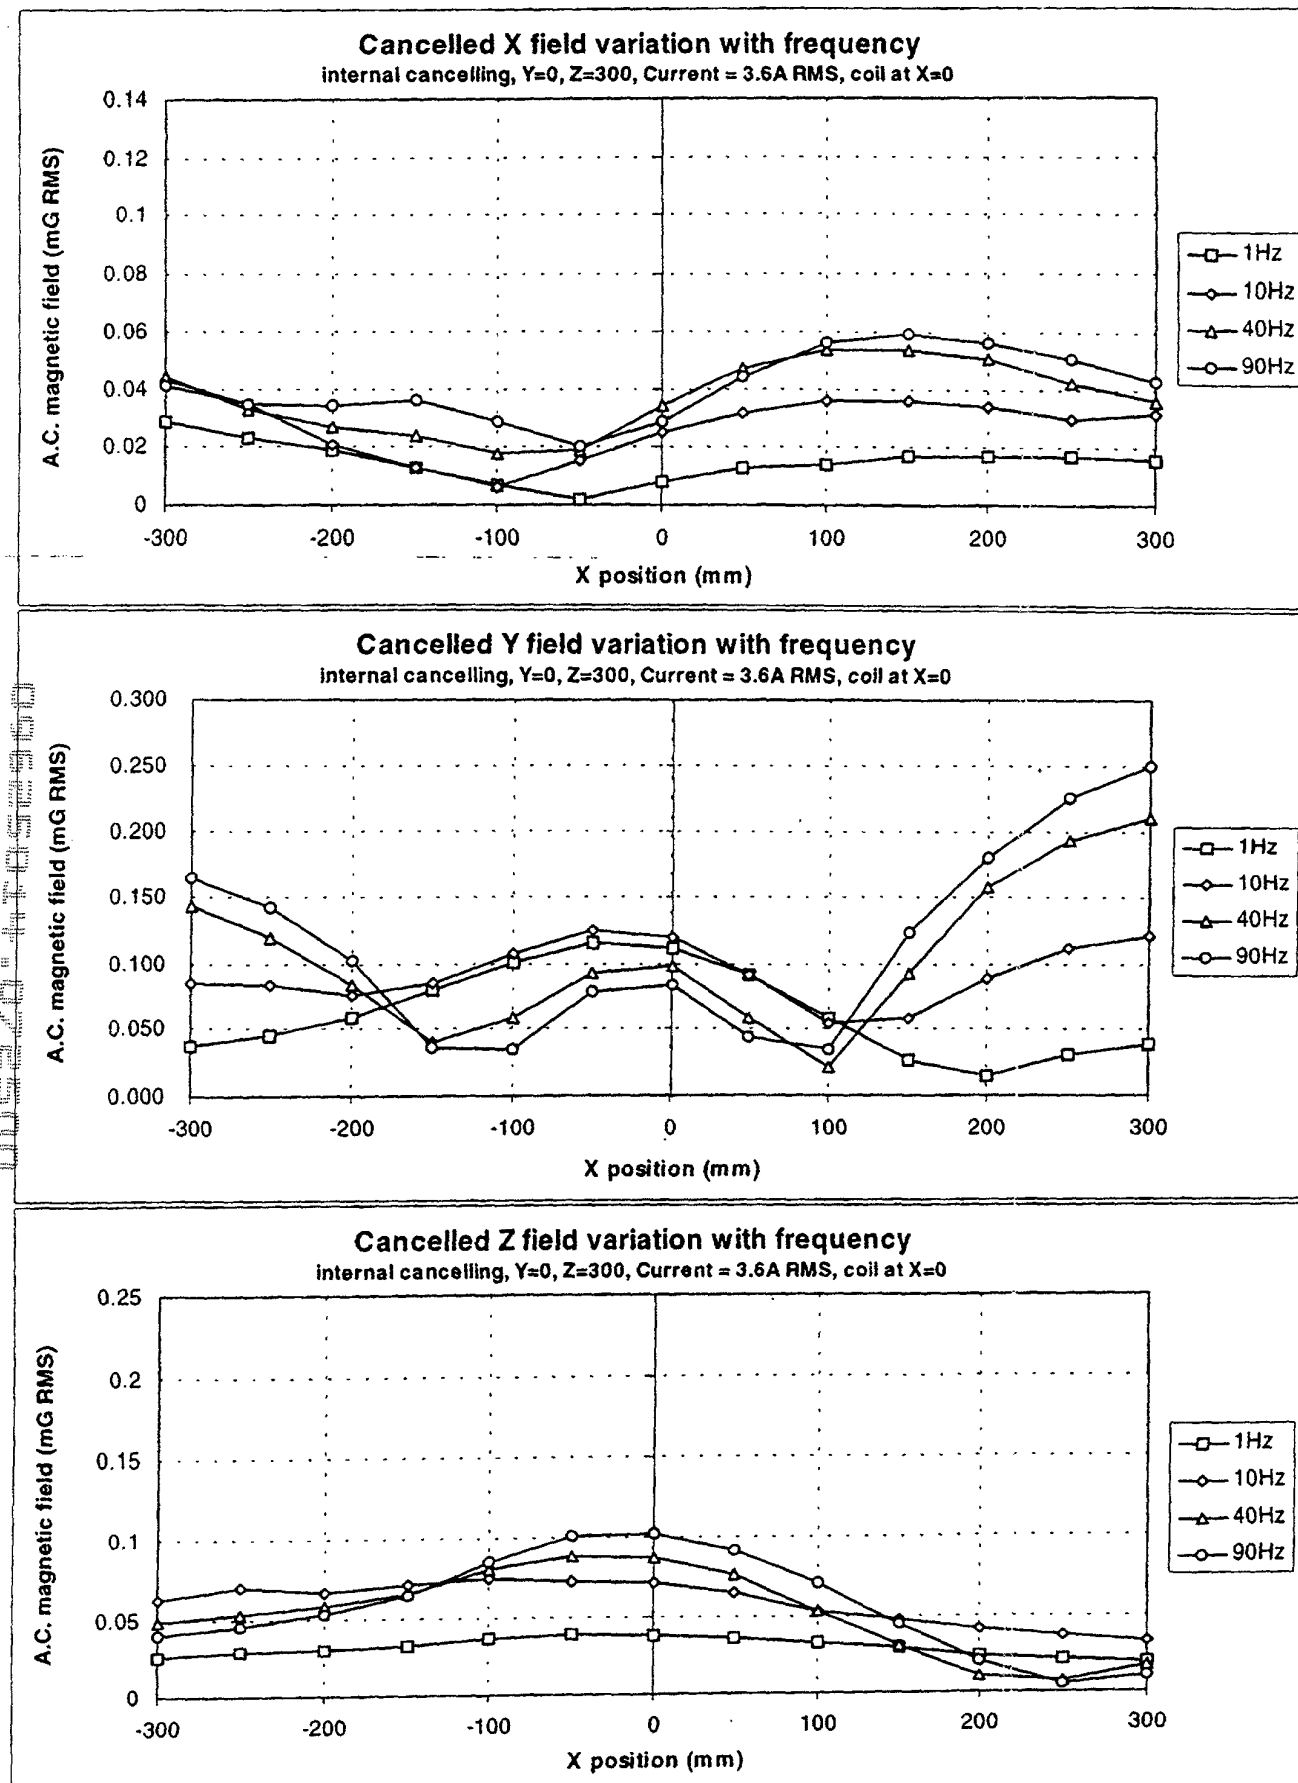 Cancelled X field variation with frequency
internal cancelling, Y=0, Z=300, Current = 3.6A RMS, coil at X=0
A.C. magnetic field (mG RMS)
0.14
0.12
0.1
0.08
0.06
0.04
0.02
0
-300 -200 -100 0 100 200 300
X position (mm)
1Hz
10Hz
40Hz
90Hz
Cancelled Y field variation with frequency
internal cancelling, Y=0, Z=300, Current = 3.6A RMS, coil at X=0
A.C. magnetic field (mG RMS)
0.300
0.250
0.200
0.150
0.100
0.050
0.000
-300 -200 -100 0 100 200 300
X position (mm)
1Hz
10Hz
40Hz
90Hz
Cancelled Z field variation with frequency
internal cancelling, Y=0, Z=300, Current = 3.6A RMS, coil at X=0
A.C. magnetic field (mG RMS)
0.25
0.2
0.15
0.1
0.05
0
-300 -200 -100 0 100 200 300
X position (mm)
1Hz
10Hz
40Hz
90Hz